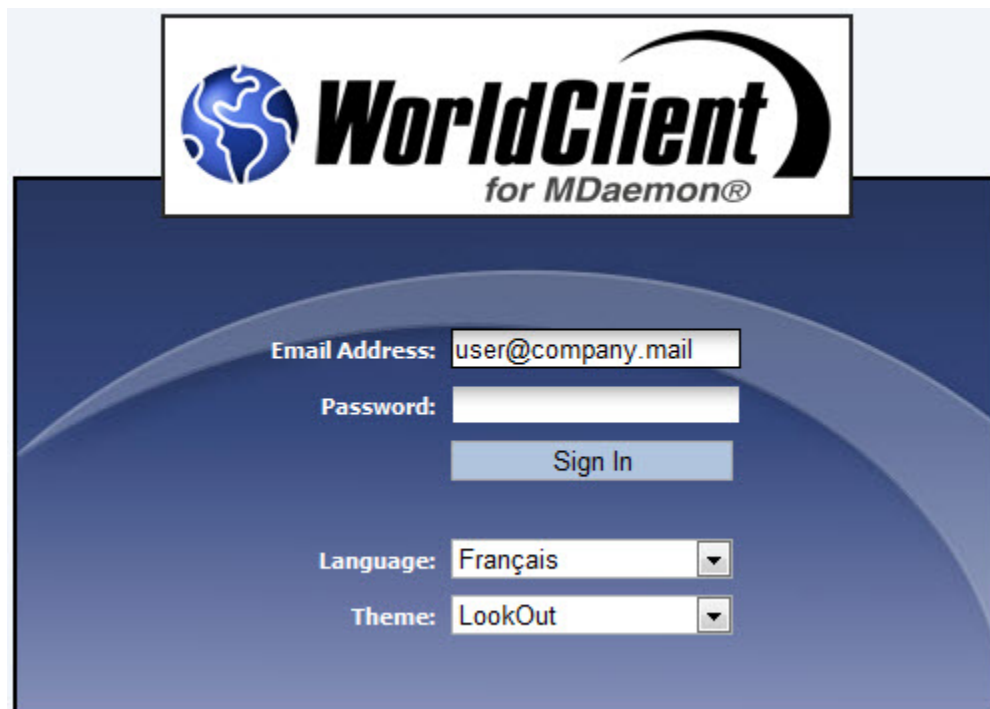 WorldClient
for MDaemon®
Email Address: user@company.mail
Password:
Sign In
Language: Français
Theme: LookOut